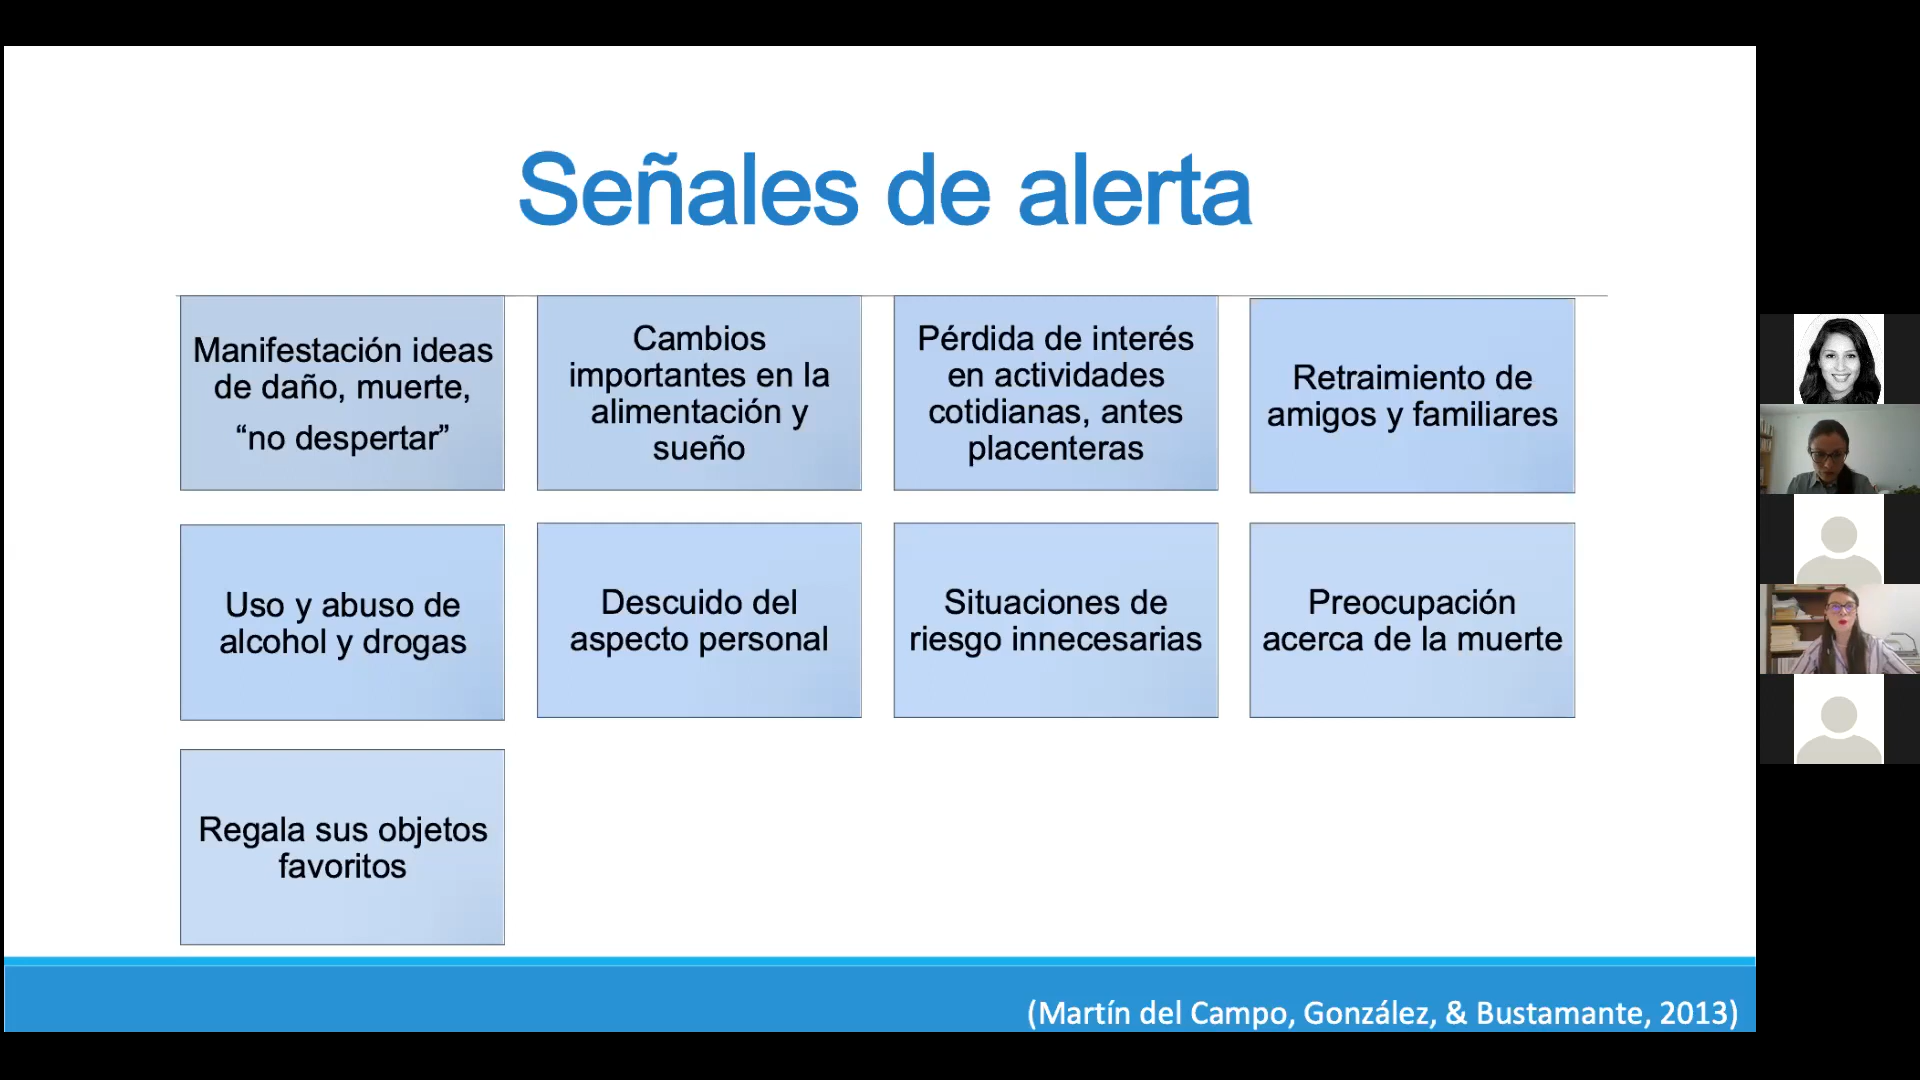 Señales de alerta
Manifestación ideas
de daño, muerte,
“no despertar”
Cambios
importantes en la
alimentación y
sueño
Pérdida de interés
en actividades
cotidianas, antes
placenteras
Retraimiento de
amigos y familiares
Uso y abuso de
alcohol y drogas
Descuido del
aspecto personal
Situaciones de
riesgo innecesarias
Preocupación
acerca de la muerte
Regala sus objetos
favoritos
(Martín del Campo, González, & Bustamante, 2013)